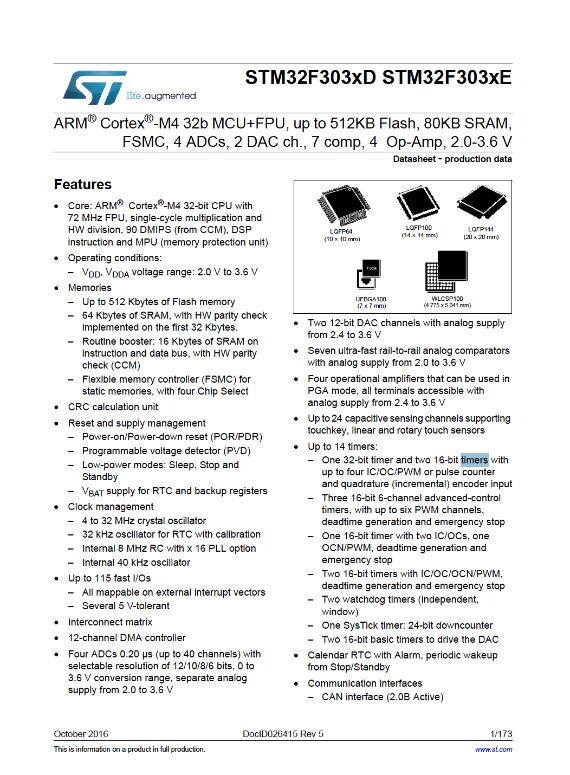 STM32F303xD STM32F303xE
life.augmented
ARM® Cortex®-M4 32b MCU+FPU, up to 512KB Flash, 80KB SRAM,
FSMC, 4 ADCs, 2 DAC ch., 7 comp, 4 Op-Amp, 2.0-3.6 V
Datasheet - production data
Features
• Core: ARM® Cortex®-M4 32-bit CPU with
72 MHz FPU, single-cycle multiplication and
HW division, 90 DMIPS (from CCM), DSP
instruction and MPU (memory protection unit)
• Operating conditions:
– VDD, VDDA voltage range: 2.0 V to 3.6 V
• Memories
– Up to 512 Kbytes of Flash memory
– 64 Kbytes of SRAM, with HW parity check
implemented on the first 32 Kbytes.
– Routine booster: 16 Kbytes of SRAM on
instruction and data bus, with HW parity
check (CCM)
– Flexible memory controller (FSMC) for
static memories, with four Chip Select
• CRC calculation unit
• Reset and supply management
– Power-on/Power-down reset (POR/PDR)
– Programmable voltage detector (PVD)
– Low-power modes: Sleep, Stop and
Standby
– VBAT supply for RTC and backup registers
• Clock management
– 4 to 32 MHz crystal oscillator
– 32 kHz oscillator for RTC with calibration
– Internal 8 MHz RC with x 16 PLL option
– Internal 40 kHz oscillator
• Up to 115 fast I/Os
– All mappable on external interrupt vectors
– Several 5 V-tolerant
• Interconnect matrix
• 12-channel DMA controller
• Four ADCs 0.20 µs (up to 40 channels) with
selectable resolution of 12/10/8/6 bits, 0 to
3.6 V conversion range, separate analog
supply from 2.0 to 3.6 V
LQFP64
(10 × 10 mm)
LQFP100
(14 × 14 mm)
LQFP144
(20 × 20 mm)
UFBGA100
(7 x 7 mm)
WLCSP100
(4.775 x 5.041 mm)
• Two 12-bit DAC channels with analog supply
from 2.4 to 3.6 V
• Seven ultra-fast rail-to-rail analog comparators
with analog supply from 2.0 to 3.6 V
• Four operational amplifiers that can be used in
PGA mode, all terminals accessible with
analog supply from 2.4 to 3.6 V
• Up to 24 capacitive sensing channels supporting
touchkey, linear and rotary touch sensors
• Up to 14 timers:
– One 32-bit timer and two 16-bit timers with
up to four IC/OC/PWM or pulse counter
and quadrature (incremental) encoder input
– Three 16-bit 6-channel advanced-control
timers, with up to six PWM channels,
deadtime generation and emergency stop
– One 16-bit timer with two IC/OCs, one
OCN/PWM, deadtime generation and
emergency stop
– Two 16-bit timers with IC/OC/OCN/PWM,
deadtime generation and emergency stop
– Two watchdog timers (independent,
window)
– One SysTick timer: 24-bit downcounter
– Two 16-bit basic timers to drive the DAC
• Calendar RTC with Alarm, periodic wakeup
from Stop/Standby
• Communication interfaces
– CAN interface (2.0B Active)
October 2016 DocID026415 Rev 5 1/173
This is information on a product in full production. www.st.com